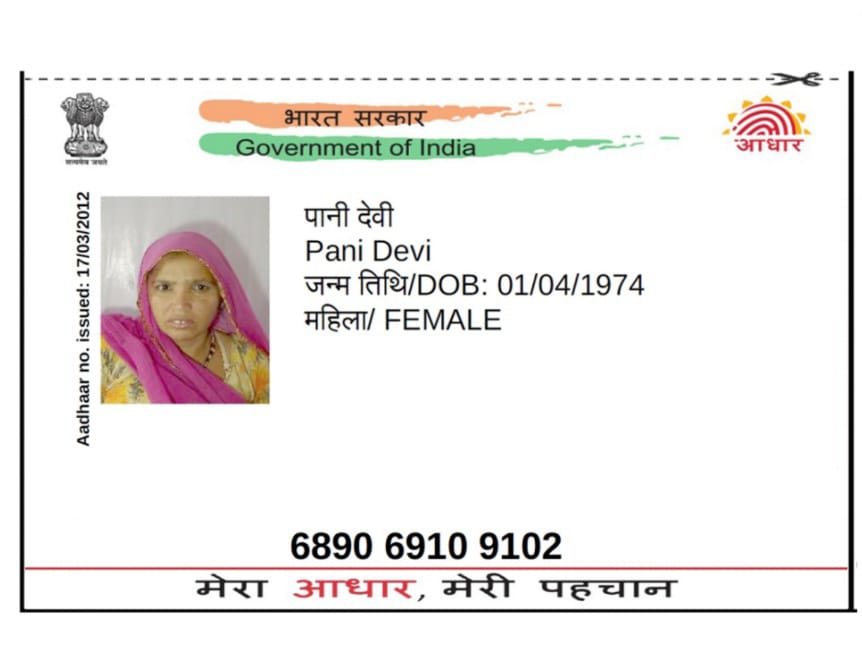 भारत सरकार
Government of India
सत्यमेव जयते
आधार
Aadhaar no. issued: 17/03/2012
पानी देवी
Pani Devi
जन्म तिथि/DOB: 01/04/1974
महिला/ FEMALE
6890 6910 9102
मेरा आधार, मेरी पहचान